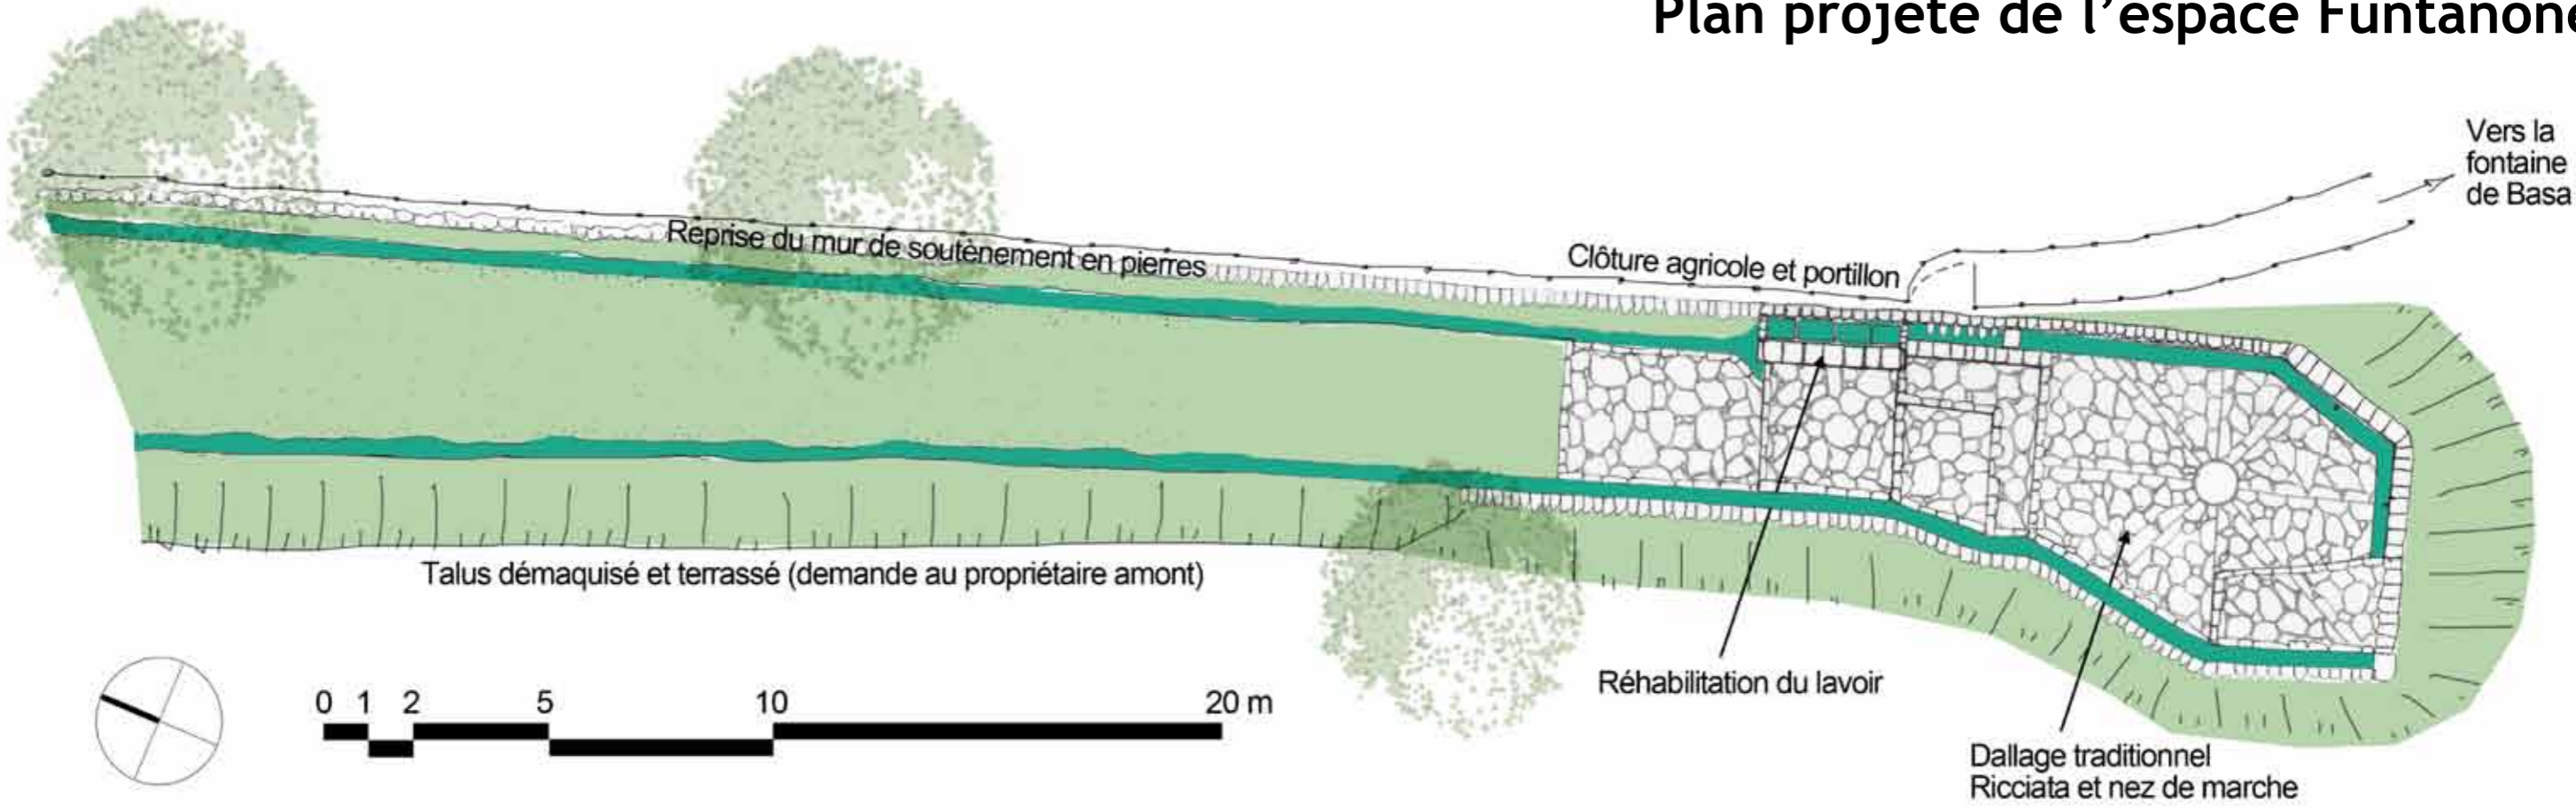 Plan projeté de l'espace Funtanone
Vers la
fontaine
de Basa
Reprise du mur de soutènement en pierres
Clôture agricole et portillon
Talus démaquisé et terrassé (demande au propriétaire amont)
0 1 2 5 10 20 m
Réhabilitation du lavoir
Dallage traditionnel
Ricciata et nez de marche